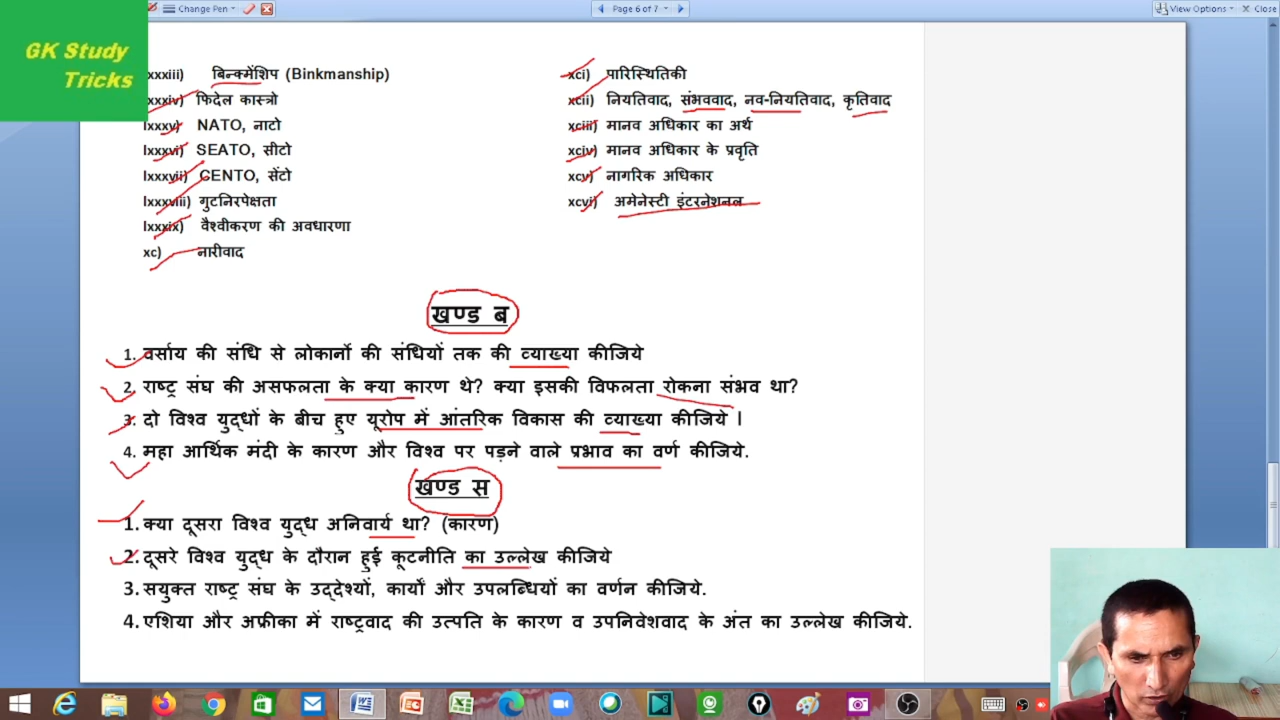 Change Pen
Page 6 of 7
View Options
Close
GK Study
Tricks
xxxiii) बिन्क्मेंशिप (Binkmanship)
xxxiv) फिदेल कास्त्रो
lxxxv) NATO, नाटो
lxxxvi) SEATO, सीटो
lxxxvii) CENTO, सेंटो
lxxxviii) गुटनिरपेक्षता
lxxxix) वैश्वीकरण की अवधारणा
xc) नारीवाद
xci) पारिस्थितिकी
xcii) नियतिवाद, संभववाद, नव-नियतिवाद, कृतिवाद
xciii) मानव अधिकार का अर्थ
xciv) मानव अधिकार के प्रवृति
xcv) नागरिक अधिकार
xcvi) अमेनेस्टी इंटरनेशनल
खण्ड ब
1. वर्साय की संधि से लोकार्नो की संधियों तक की व्याख्या कीजिये
2. राष्ट्र संघ की असफलता के क्या कारण थे? क्या इसकी विफलता रोकना संभव था?
3. दो विश्व युद्धों के बीच हुए यूरोप में आंतरिक विकास की व्याख्या कीजिये |
4. महा आर्थिक मंदी के कारण और विश्व पर पड़ने वाले प्रभाव का वर्ण कीजिये.
खण्ड स
1. क्या दूसरा विश्व युद्ध अनिवार्य था? (कारण)
2. दूसरे विश्व युद्ध के दौरान हुई कूटनीति का उल्लेख कीजिये
3. सयुक्त राष्ट्र संघ के उद्देश्यों, कार्यों और उपलब्धियों का वर्णन कीजिये.
4. एशिया और अफ्रीका में राष्ट्रवाद की उत्पति के कारण व उपनिवेशवाद के अंत का उल्लेख कीजिये.